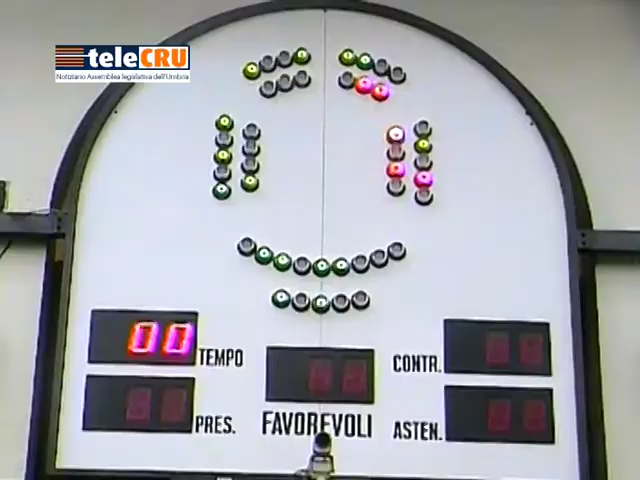 teleCRU
Notiziario Assemblea legislativa dell'Umbria
00
TEMPO
CONTR.
PRES.
FAVOREVOLI
ASTEN.